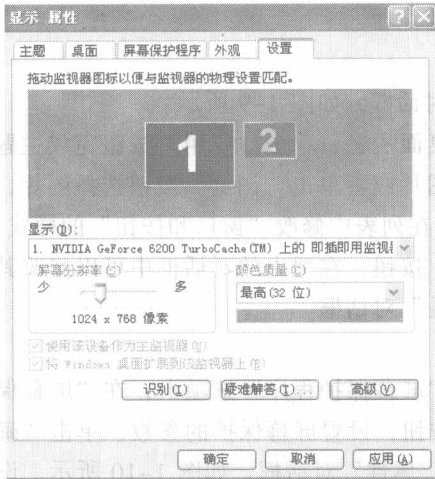 显示 属性
主题 桌面 屏幕保护程序 外观 设置
拖动监视器图标以便与监视器的物理设置匹配。
1 2
显示(D):
1. NVIDIA GeForce 6200 TurboCache(TM) 上的 即插即用监视
屏幕分辨率(S) 颜色质量(C)
少 多 最高(32 位)
1024 x 768 像素
使用该设备作为主监视器(U)
将 Windows 桌面扩展到该监视器上(E)
识别(I) 疑难解答(T)... 高级(V)
确定 取消 应用(A)